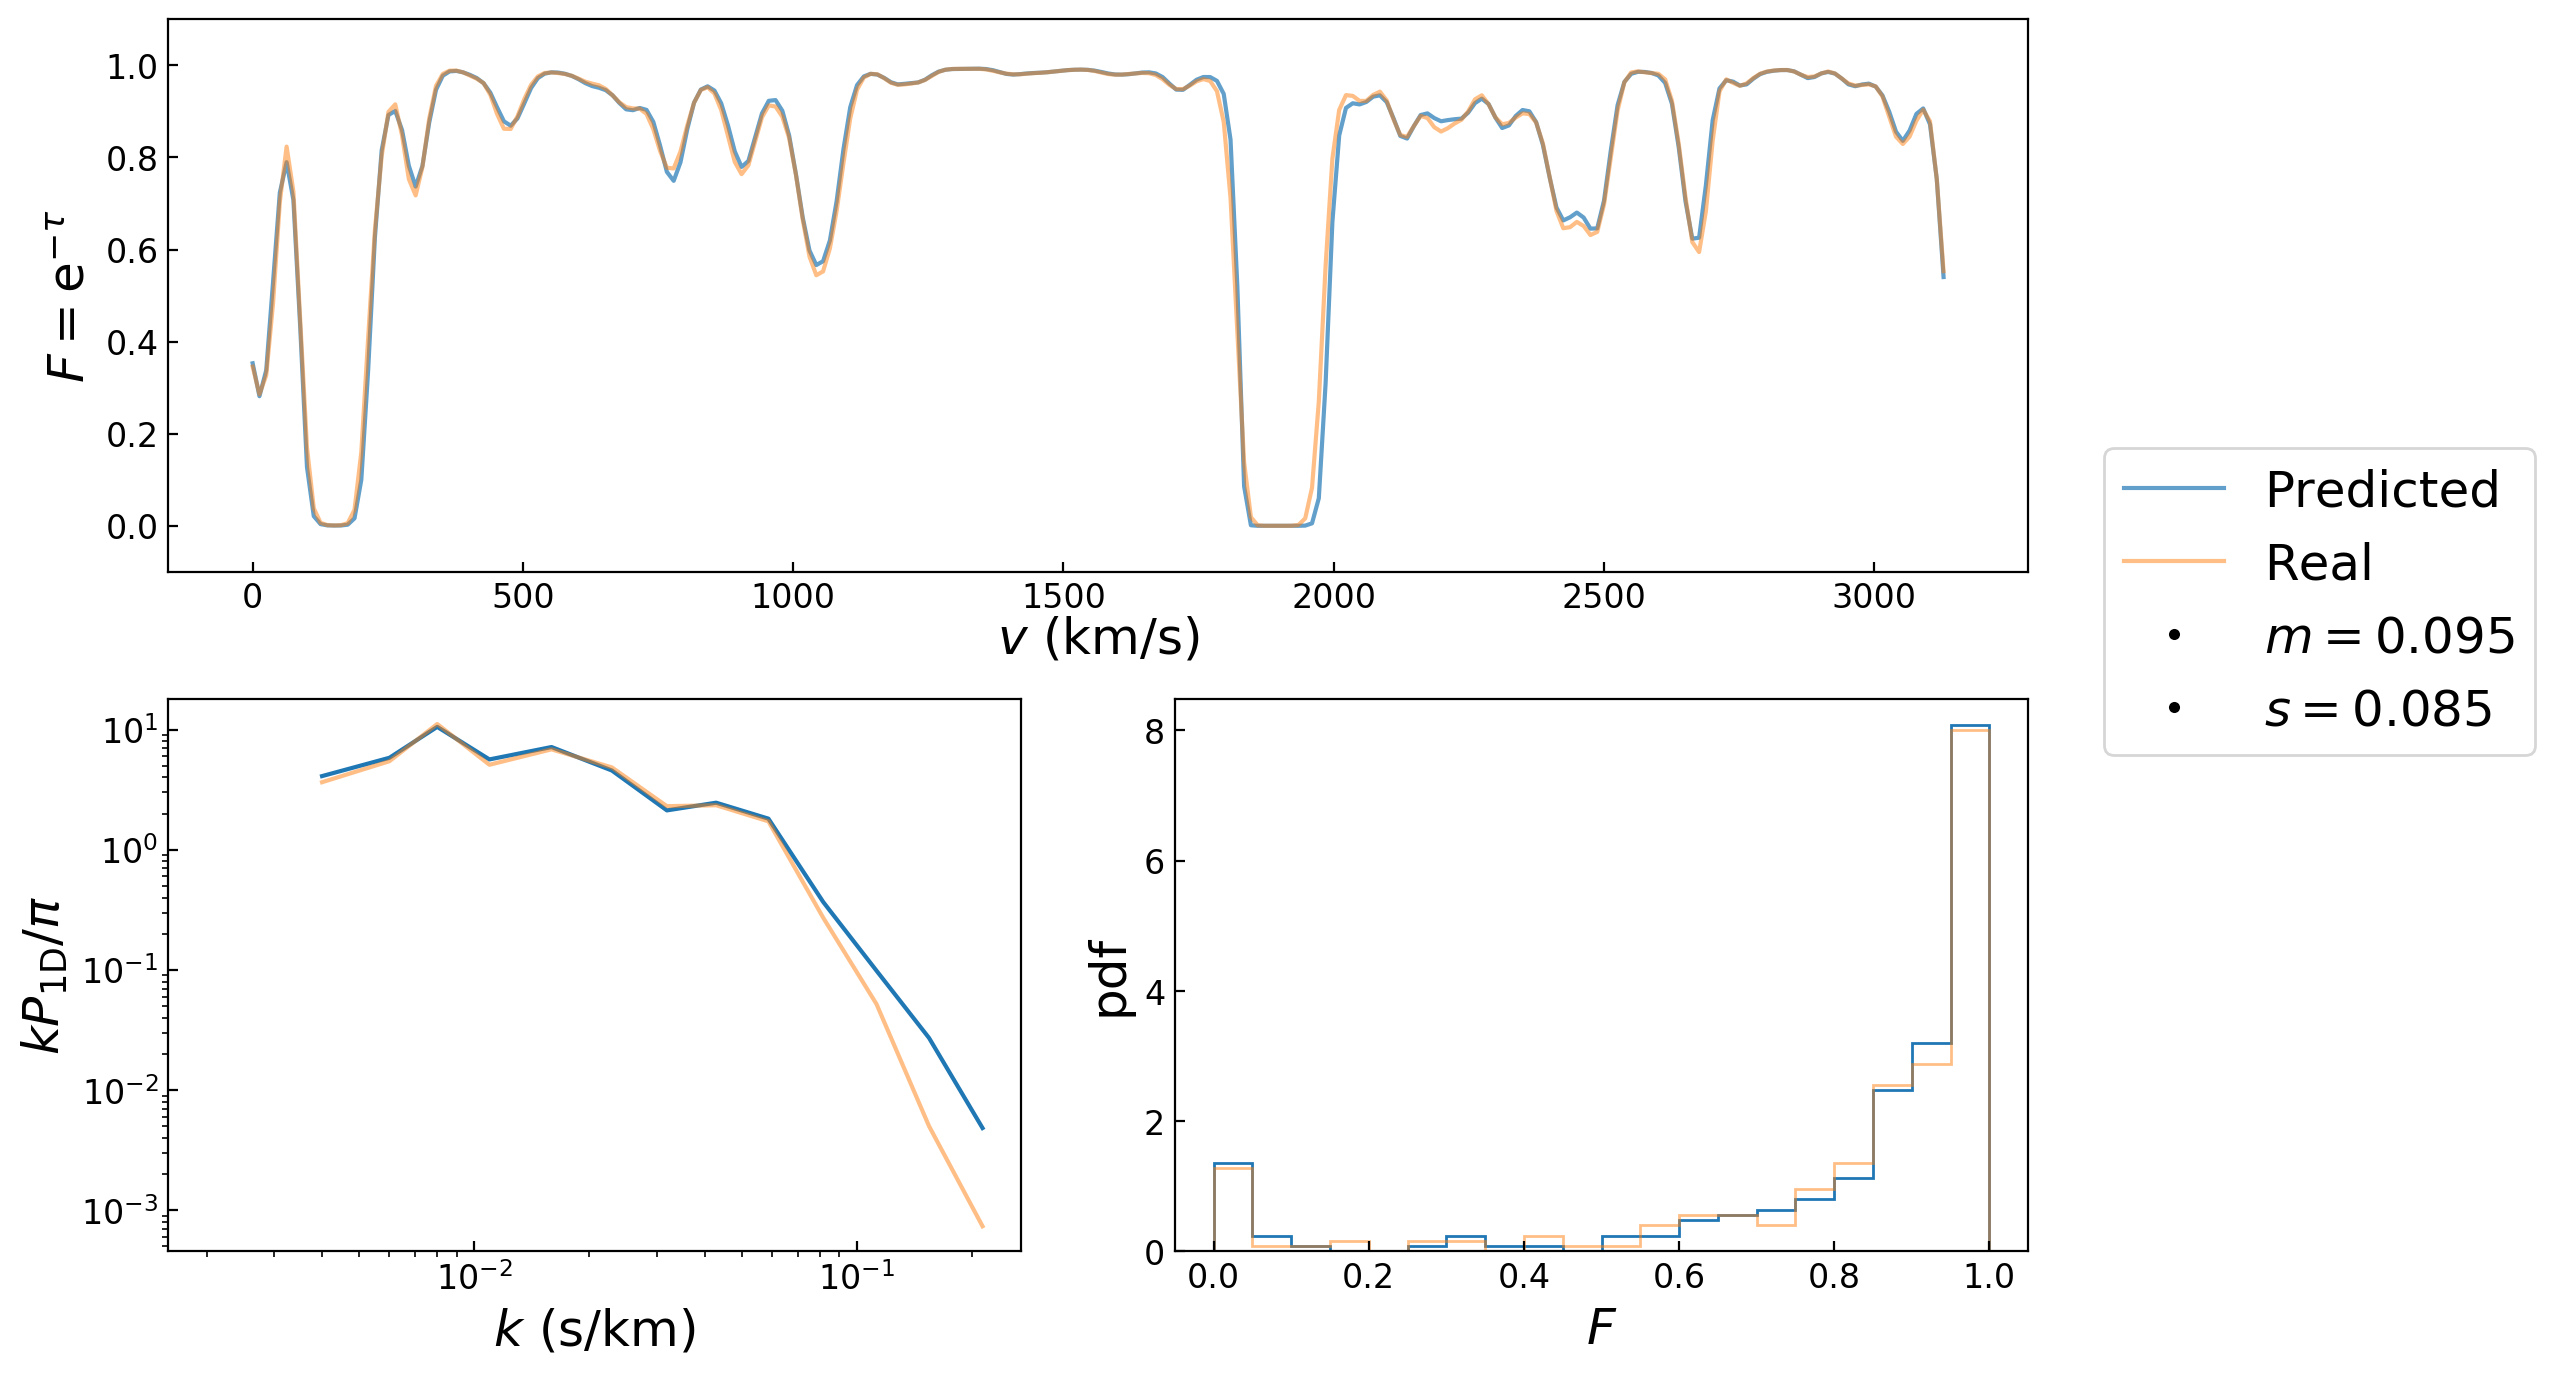 F = e^{−τ}
1.0
0.8
0.6
0.4
0.2
0.0
0 500 1000 1500 2000 2500 3000
v (km/s)
Predicted
Real
m = 0.095
s = 0.085
kP_{1D}/π
10^1
10^0
10^{−1}
10^{−2}
10^{−3}
10^{−2} 10^{−1}
k (s/km)
pdf
8
6
4
2
0
0.0 0.2 0.4 0.6 0.8 1.0
F